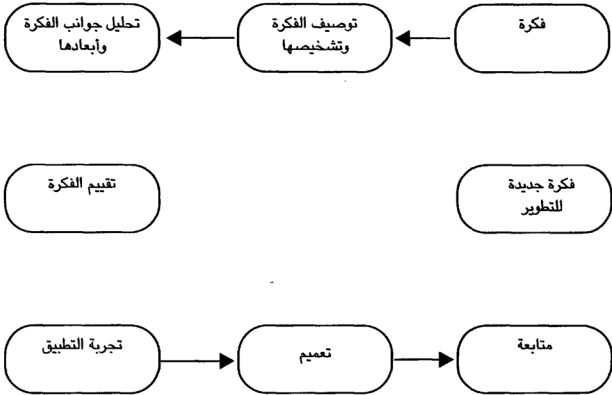 فكرة
توصيف الفكرة
وتشخيصها
تحليل جوانب الفكرة
وأبعادها
فكرة جديدة
للتطوير
تقييم الفكرة
متابعة
تعميم
تجربة التطبيق